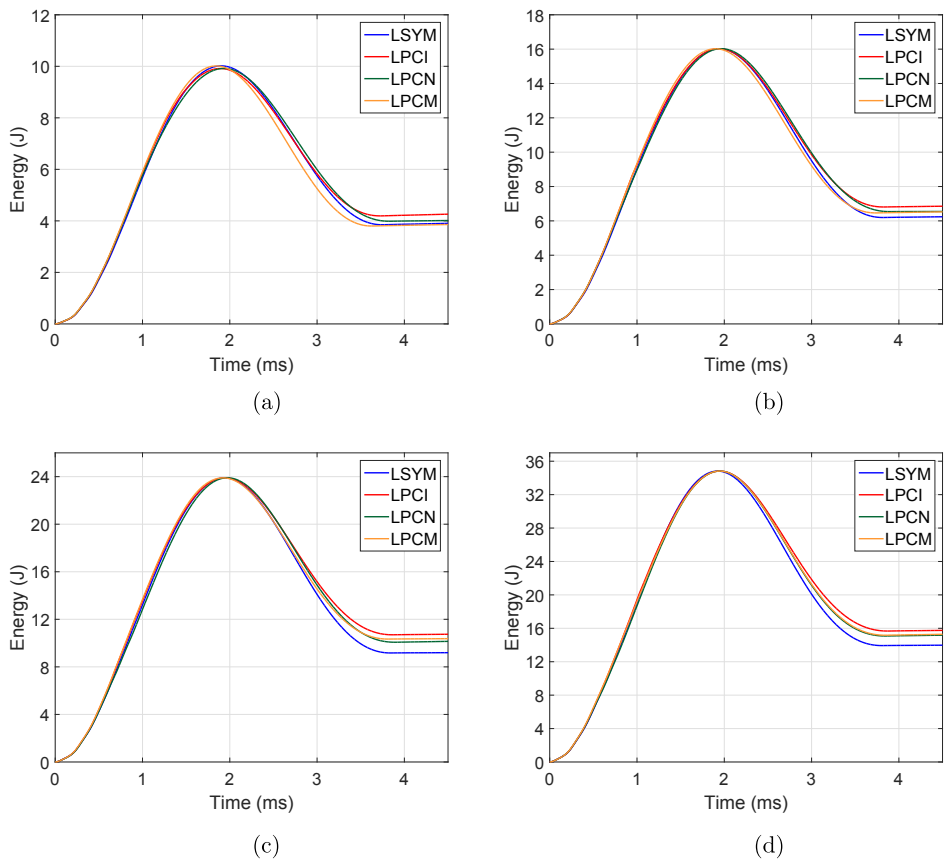 12
10
8
6
4
2
0
Energy (J)
0 1 2 3 4
Time (ms)
LSYM
LPCI
LPCN
LPCM
(a)
18
16
14
12
10
8
6
4
2
0
Energy (J)
0 1 2 3 4
Time (ms)
LSYM
LPCI
LPCN
LPCM
(b)
24
20
16
12
8
4
0
Energy (J)
0 1 2 3 4
Time (ms)
LSYM
LPCI
LPCN
LPCM
(c)
36
32
28
24
20
16
12
8
4
0
Energy (J)
0 1 2 3 4
Time (ms)
LSYM
LPCI
LPCN
LPCM
(d)